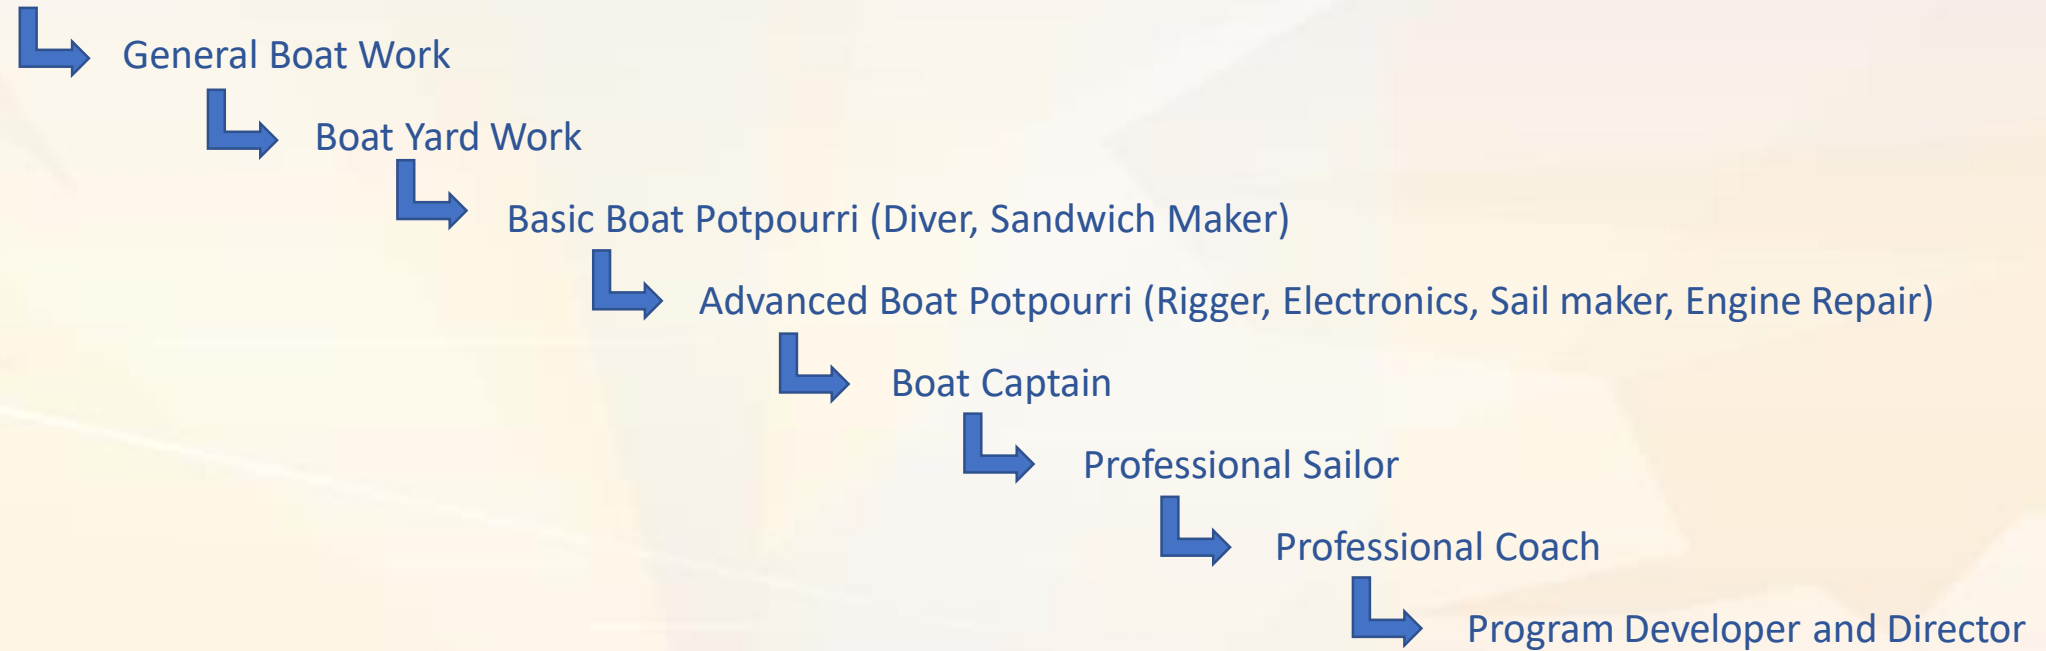 General Boat Work
Boat Yard Work
Basic Boat Potpourri (Diver, Sandwich Maker)
Advanced Boat Potpourri (Rigger, Electronics, Sail maker, Engine Repair)
Boat Captain
Professional Sailor
Professional Coach
Program Developer and Director